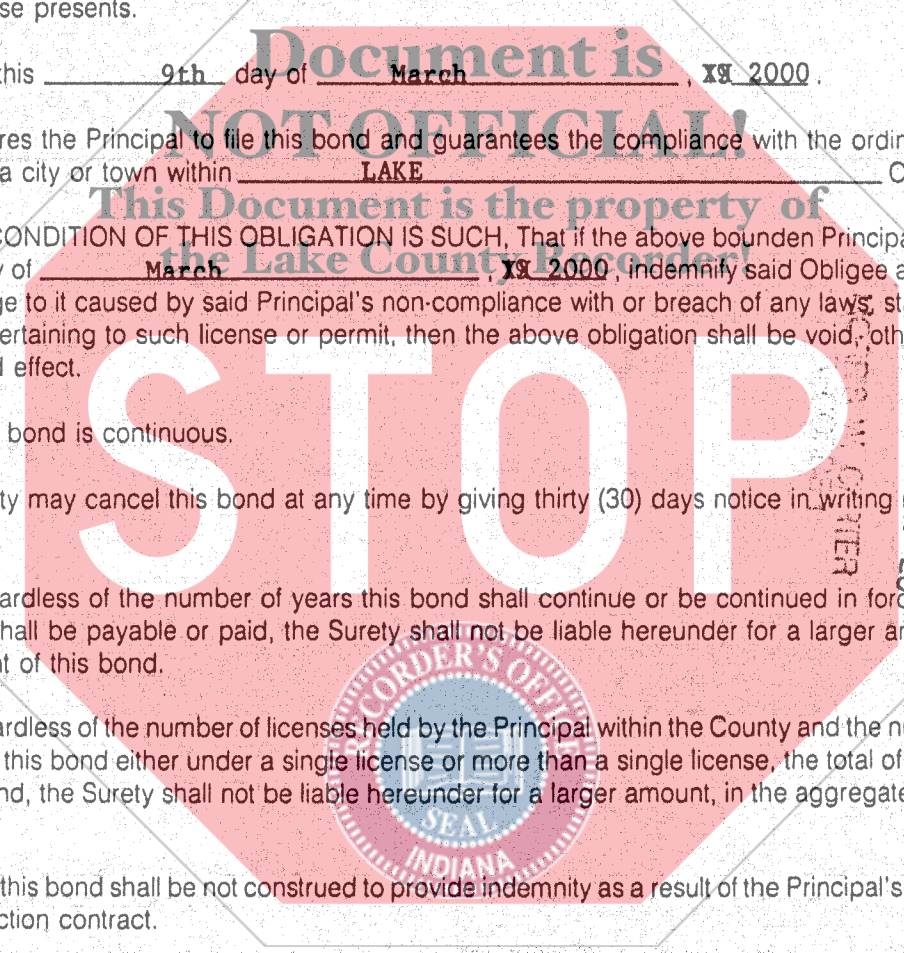 se presents.
Document is
this 9th day of March , XX 2000 .
NOT OFFICIAL!
res the Principal to file this bond and guarantees the compliance with the ordin
a city or town within LAKE C
This Document is the property of
CONDITION OF THIS OBLIGATION IS SUCH, That if the above bounden Principa
the Lake County Recorder!
y of March , XX 2000 , indemnify said Obligee a
ge to it caused by said Principal's non-compliance with or breach of any laws, sta
ertaining to such license or permit, then the above obligation shall be void, oth
d effect.
STOP
bond is continuous.
ty may cancel this bond at any time by giving thirty (30) days notice in writing
ardless of the number of years this bond shall continue or be continued in forc
hall be payable or paid, the Surety shall not be liable hereunder for a larger am
t of this bond.
RECORDER'S OFFICE
ardless of the number of licenses held by the Principal within the County and the nu
this bond either under a single license or more than a single license, the total of
nd, the Surety shall not be liable hereunder for a larger amount, in the aggregate
SEAL
INDIANA
this bond shall be not construed to provide indemnity as a result of the Principal's
ction contract.